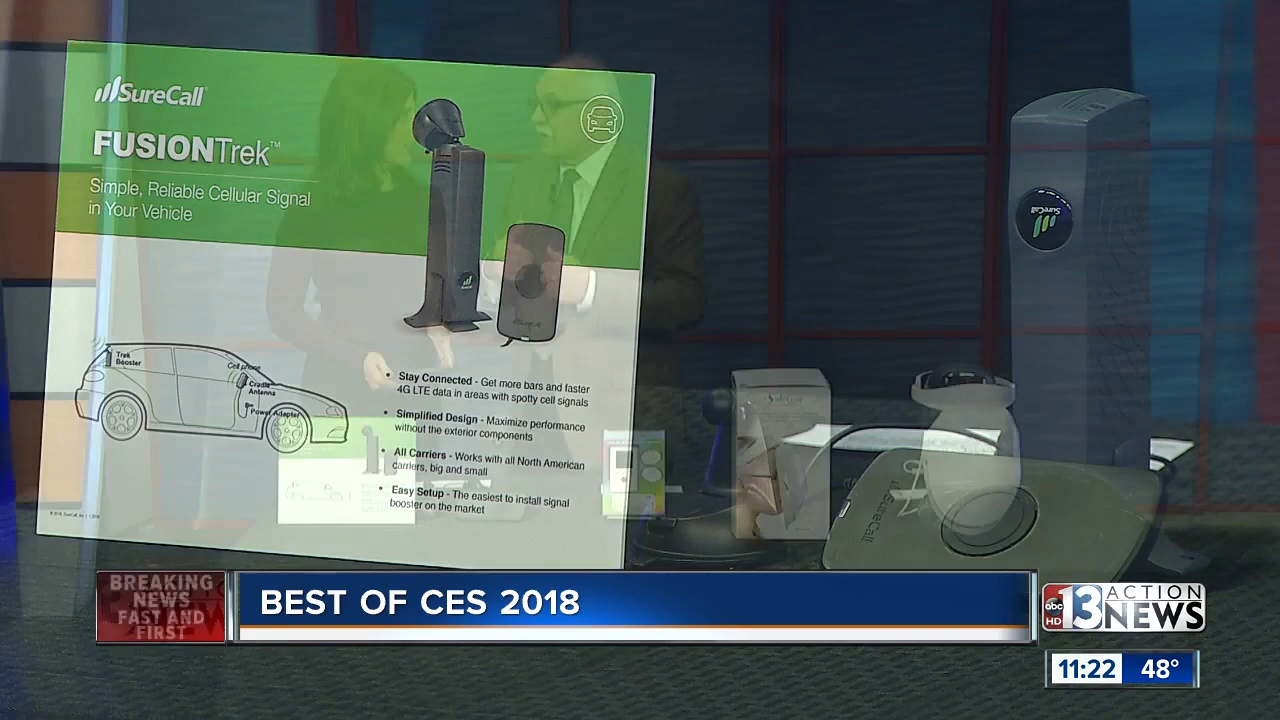 SureCall
FUSIONTrek™
Simple, Reliable Cellular Signal
in Your Vehicle
Trek
Booster
Cell phone
Cradle
Antenna
Power Adapter
• Stay Connected - Get more bars and faster
4G LTE data in areas with spotty cell signals
• Simplified Design - Maximize performance
without the exterior components
• All Carriers - Works with all North American
carriers, big and small
• Easy Setup - The easiest to install signal
booster on the market
SureCall
SureCall
BREAKING
NEWS
FAST AND
FIRST
BEST OF CES 2018
abc
HD
13 ACTION
NEWS
11:22 48°